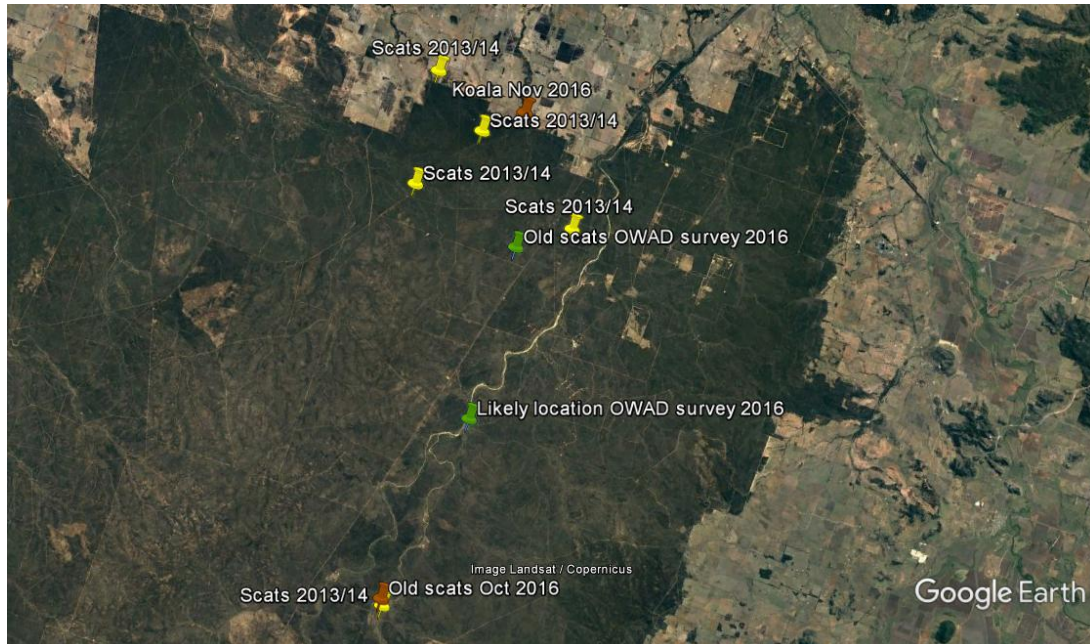 Scats 2013/14
Koala Nov 2016
Scats 2013/14
Scats 2013/14
Scats 2013/14
Old scats OWAD survey 2016
Likely location OWAD survey 2016
Image Landsat / Copernicus
Scats 2013/14
Old scats Oct 2016
Google Earth